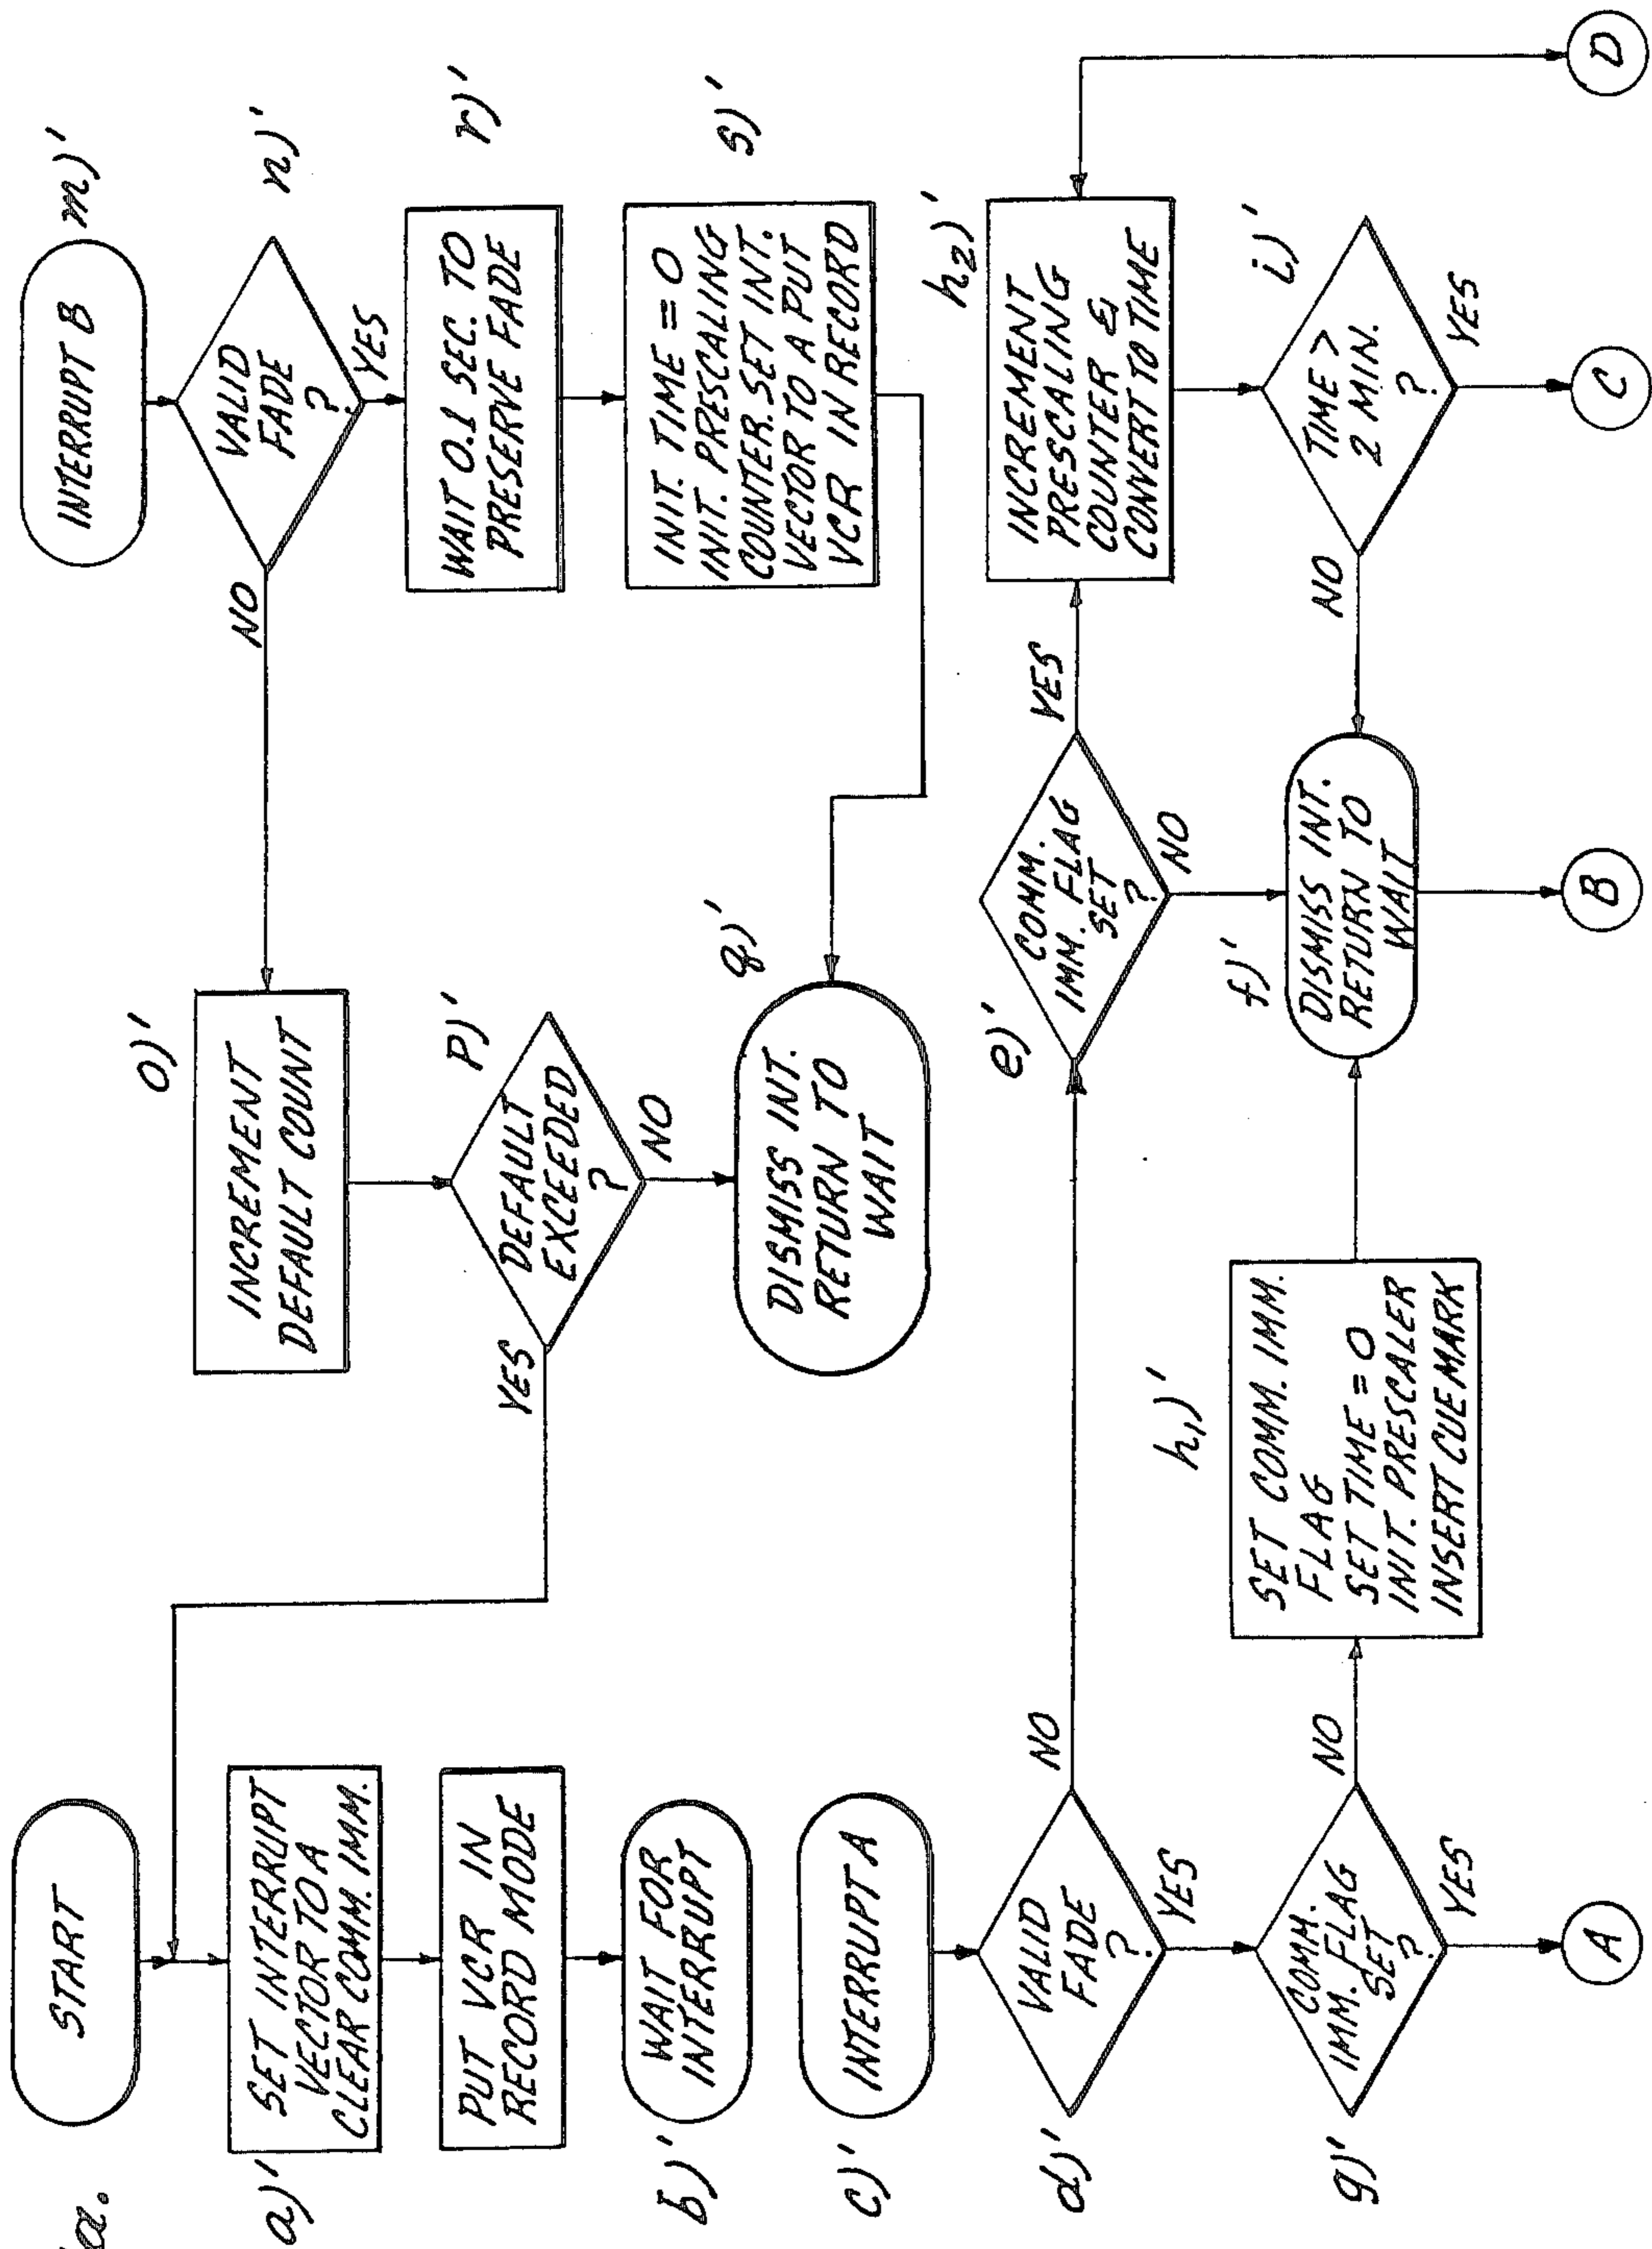 a.
START
a)'
SET INTERRUPT
VECTOR TO A
CLEAR COMM. IMM.
PUT VCR IN
RECORD MODE
b)'
WAIT FOR
INTERRUPT
c)'
INTERRUPT A
d)'
VALID
FADE
?
NO
YES
g)'
COMM.
IMM. FLAG
SET
?
NO
YES
A
h₁)'
SET COMM. IMM.
FLAG
SET TIME = 0
INIT. PRESCALER
INSERT CUE MARK
o)'
INCREMENT
DEFAULT COUNT
p)'
DEFAULT
EXCEEDED
?
YES
NO
q)'
DISMISS INT.
RETURN TO
WAIT
e)'
COMM.
IMM. FLAG
SET
?
YES
NO
f)'
DISMISS INT.
RETURN TO
WAIT
B
INTERRUPT B
m)'
n)'
VALID
FADE
?
NO
YES
r)'
WAIT 0.1 SEC. TO
PRESERVE FADE
s)'
INIT. TIME = 0
INIT. PRESCALING
COUNTER. SET INT.
VECTOR TO A PUT
VCR IN RECORD
h₂)'
INCREMENT
PRESCALING
COUNTER &
CONVERT TO TIME
i)'
TIME >
2 MIN.
?
NO
YES
C
D